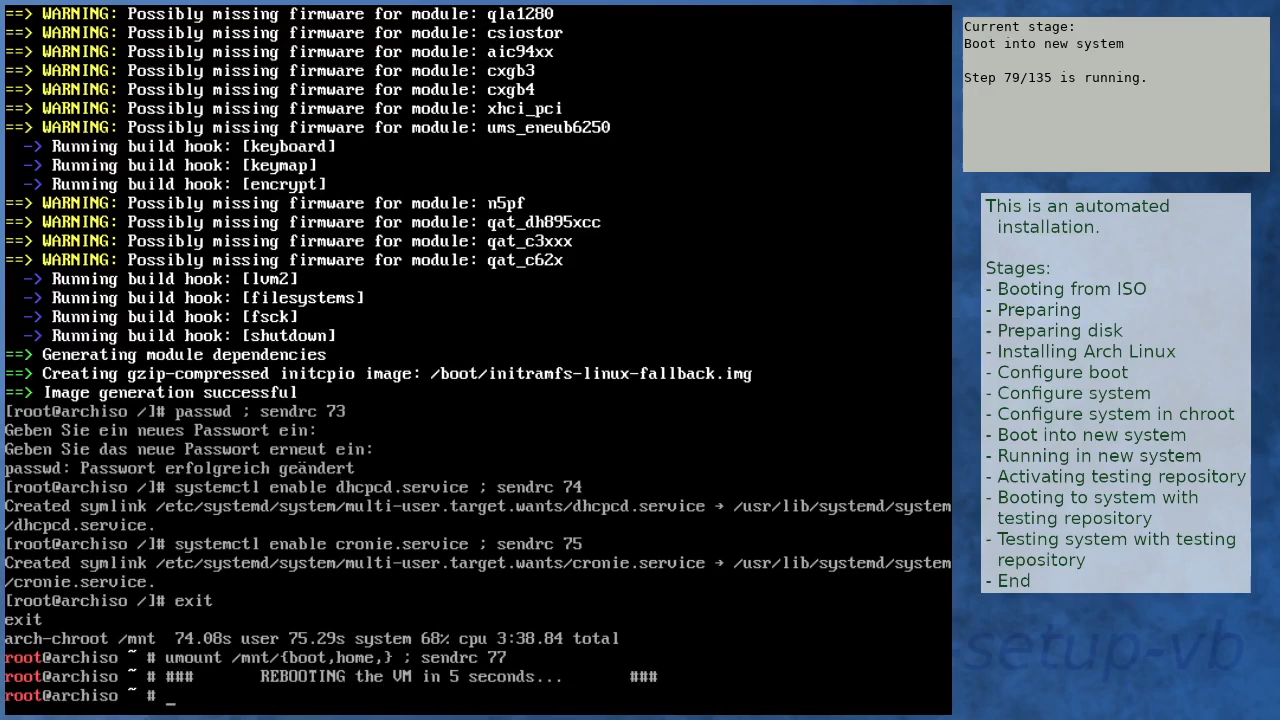 ==> WARNING: Possibly missing firmware for module: qla1280
==> WARNING: Possibly missing firmware for module: csiostor
==> WARNING: Possibly missing firmware for module: aic94xx
==> WARNING: Possibly missing firmware for module: cxgb3
==> WARNING: Possibly missing firmware for module: cxgb4
==> WARNING: Possibly missing firmware for module: xhci_pci
==> WARNING: Possibly missing firmware for module: ums_eneub6250
  -> Running build hook: [keyboard]
  -> Running build hook: [keymap]
  -> Running build hook: [encrypt]
==> WARNING: Possibly missing firmware for module: n5pf
==> WARNING: Possibly missing firmware for module: qat_dh895xcc
==> WARNING: Possibly missing firmware for module: qat_c3xxx
==> WARNING: Possibly missing firmware for module: qat_c62x
  -> Running build hook: [lvm2]
  -> Running build hook: [filesystems]
  -> Running build hook: [fsck]
  -> Running build hook: [shutdown]
==> Generating module dependencies
==> Creating gzip-compressed initcpio image: /boot/initramfs-linux-fallback.img
==> Image generation successful
[root@archiso /]# passwd ; sendrc 73
Geben Sie ein neues Passwort ein:
Geben Sie das neue Passwort erneut ein:
passwd: Passwort erfolgreich geändert
[root@archiso /]# systemctl enable dhcpcd.service ; sendrc 74
Created symlink /etc/systemd/system/multi-user.target.wants/dhcpcd.service → /usr/lib/systemd/system
/dhcpcd.service.
[root@archiso /]# systemctl enable cronie.service ; sendrc 75
Created symlink /etc/systemd/system/multi-user.target.wants/cronie.service → /usr/lib/systemd/system
/cronie.service.
[root@archiso /]# exit
exit
arch-chroot /mnt  74.08s user 75.29s system 68% cpu 3:38.84 total
root@archiso ~ # umount /mnt/{boot,home,} ; sendrc 77
root@archiso ~ # ###       REBOOTING the VM in 5 seconds...       ###
root@archiso ~ # _
Current stage:
Boot into new system
Step 79/135 is running.
This is an automated
installation.
Stages:
- Booting from ISO
- Preparing
- Preparing disk
- Installing Arch Linux
- Configure boot
- Configure system
- Configure system in chroot
- Boot into new system
- Running in new system
- Activating testing repository
- Booting to system with
testing repository
- Testing system with testing
repository
- End
-setup-vb